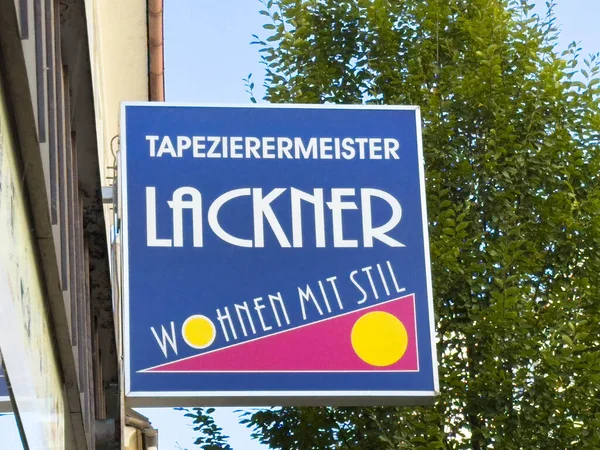 TAPEZIERERMEISTER
LACKNER
WOHNEN MIT STIL